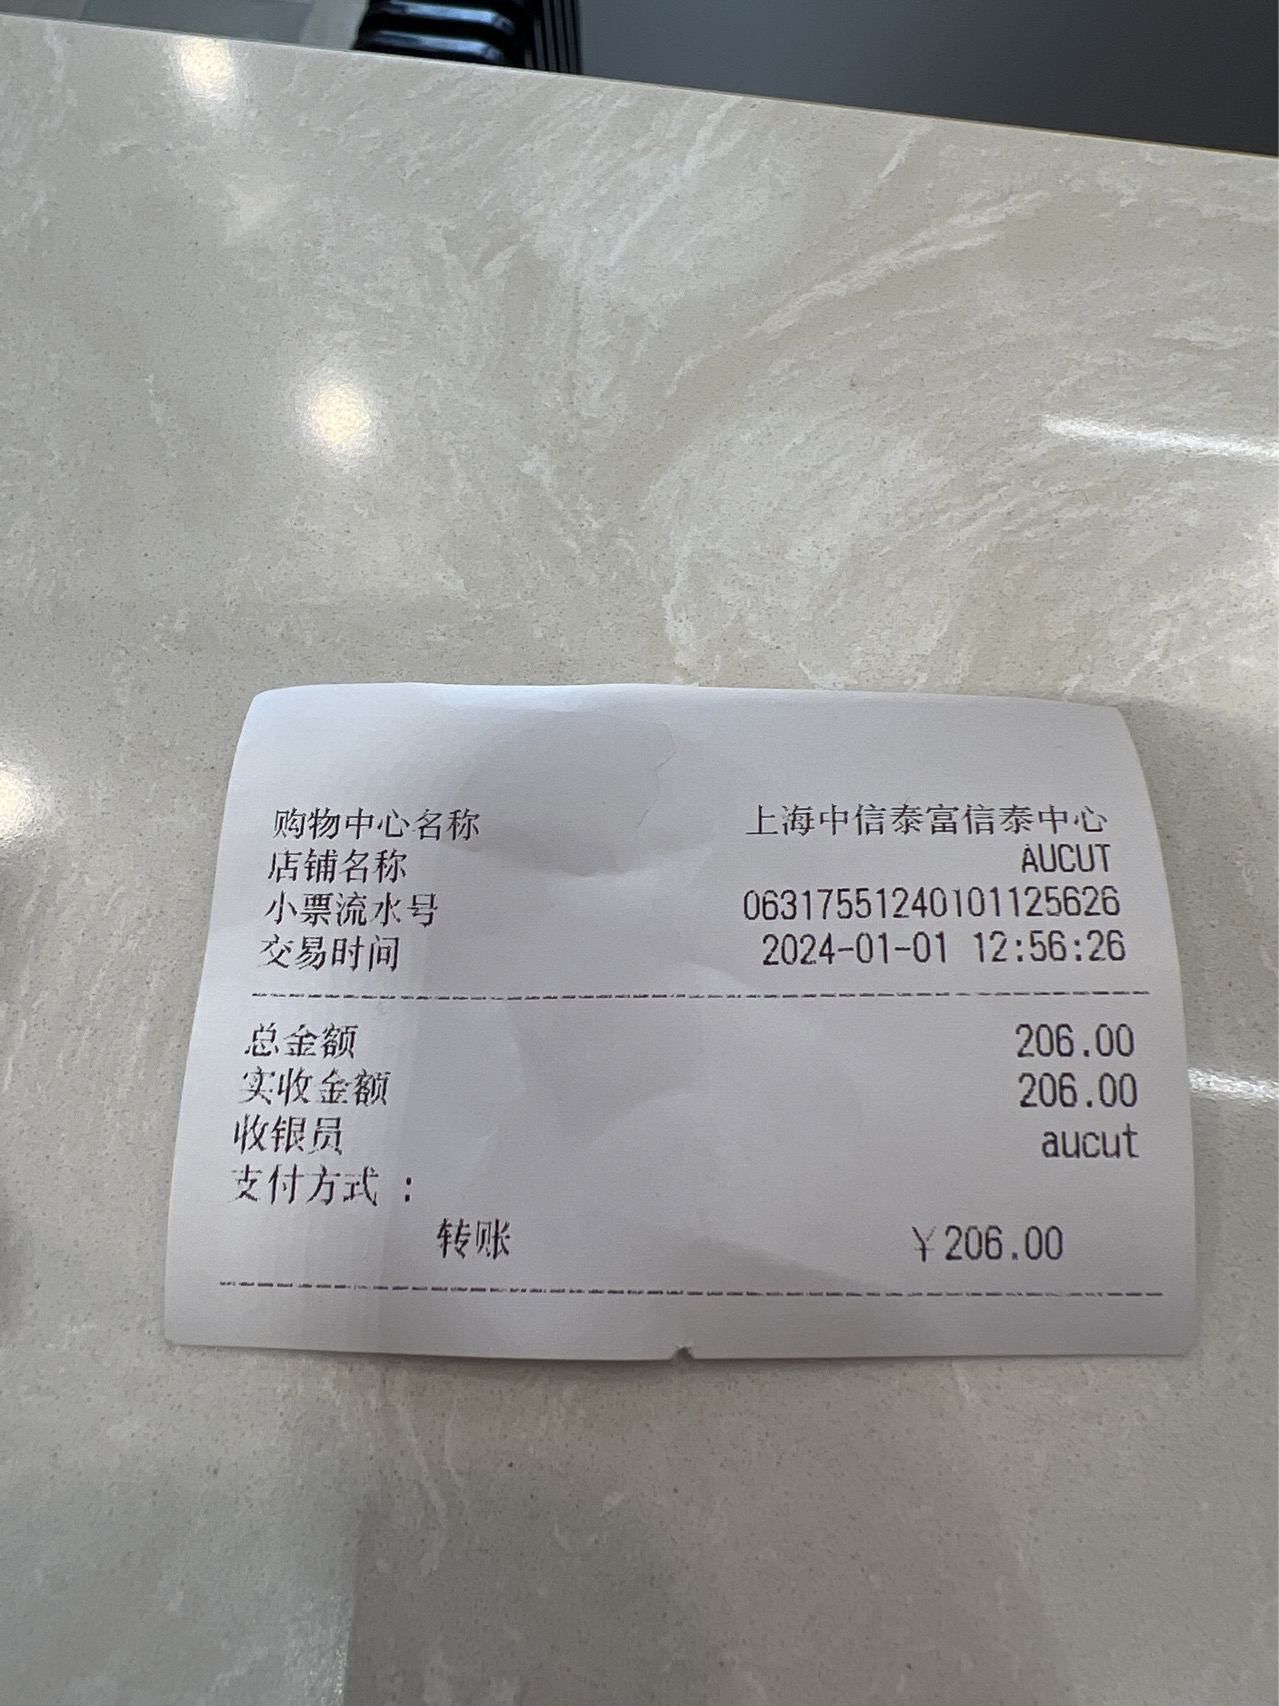 购物中心名称 上海中信泰富信泰中心
店铺名称 AUCUT
小票流水号 06317551240101125626
交易时间 2024-01-01 12:56:26
总金额 206.00
实收金额 206.00
收银员 aucut
支付方式：
转账 ￥206.00